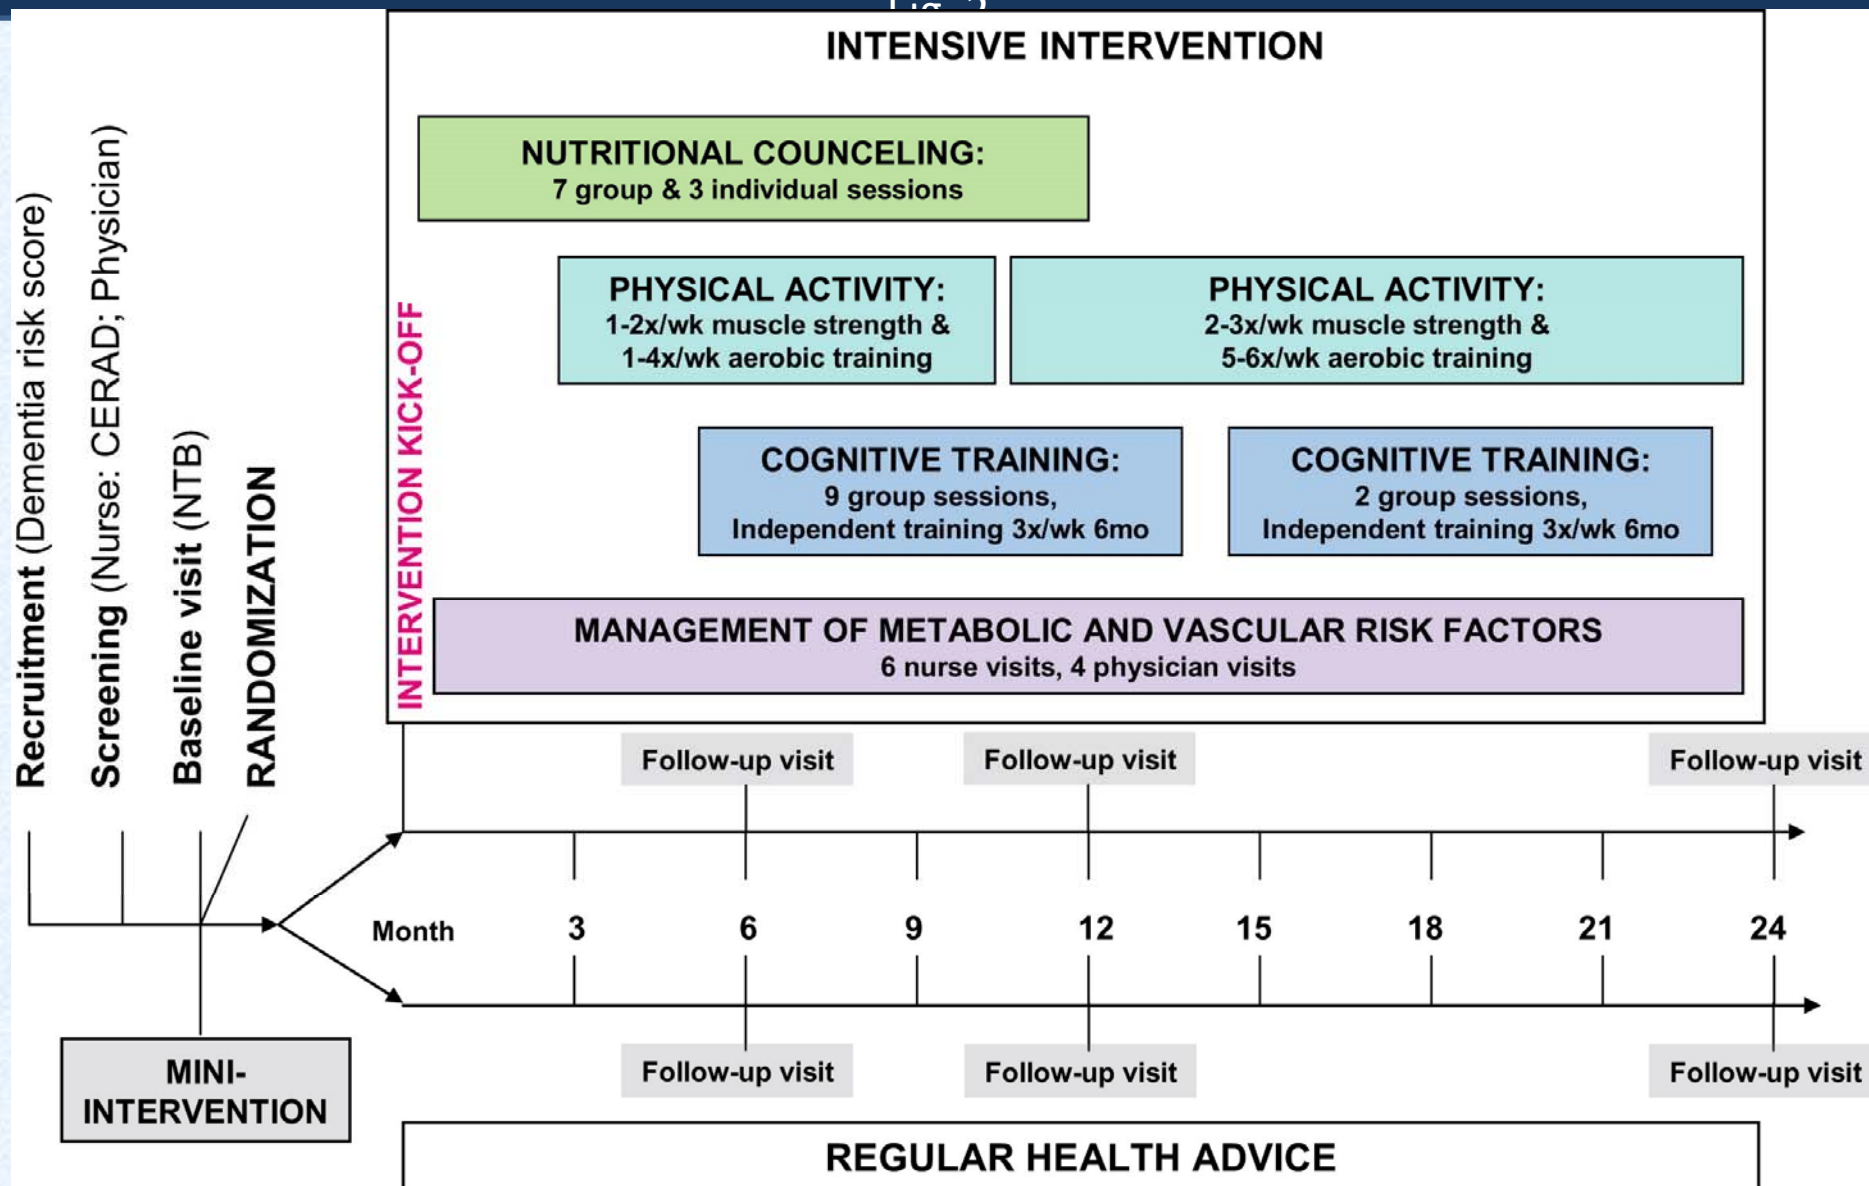 INTENSIVE INTERVENTION
NUTRITIONAL COUNCELING:
7 group & 3 individual sessions
PHYSICAL ACTIVITY:
1-2x/wk muscle strength &
1-4x/wk aerobic training
PHYSICAL ACTIVITY:
2-3x/wk muscle strength &
5-6x/wk aerobic training
COGNITIVE TRAINING:
9 group sessions,
Independent training 3x/wk 6mo
COGNITIVE TRAINING:
2 group sessions,
Independent training 3x/wk 6mo
MANAGEMENT OF METABOLIC AND VASCULAR RISK FACTORS
6 nurse visits, 4 physician visits
INTERVENTION KICK-OFF
Recruitment (Dementia risk score)
Screening (Nurse: CERAD; Physician)
Baseline visit (NTB)
RANDOMIZATION
Follow-up visit
Follow-up visit
Follow-up visit
Month 3 6 9 12 15 18 21 24
Follow-up visit
Follow-up visit
Follow-up visit
MINI-
INTERVENTION
REGULAR HEALTH ADVICE